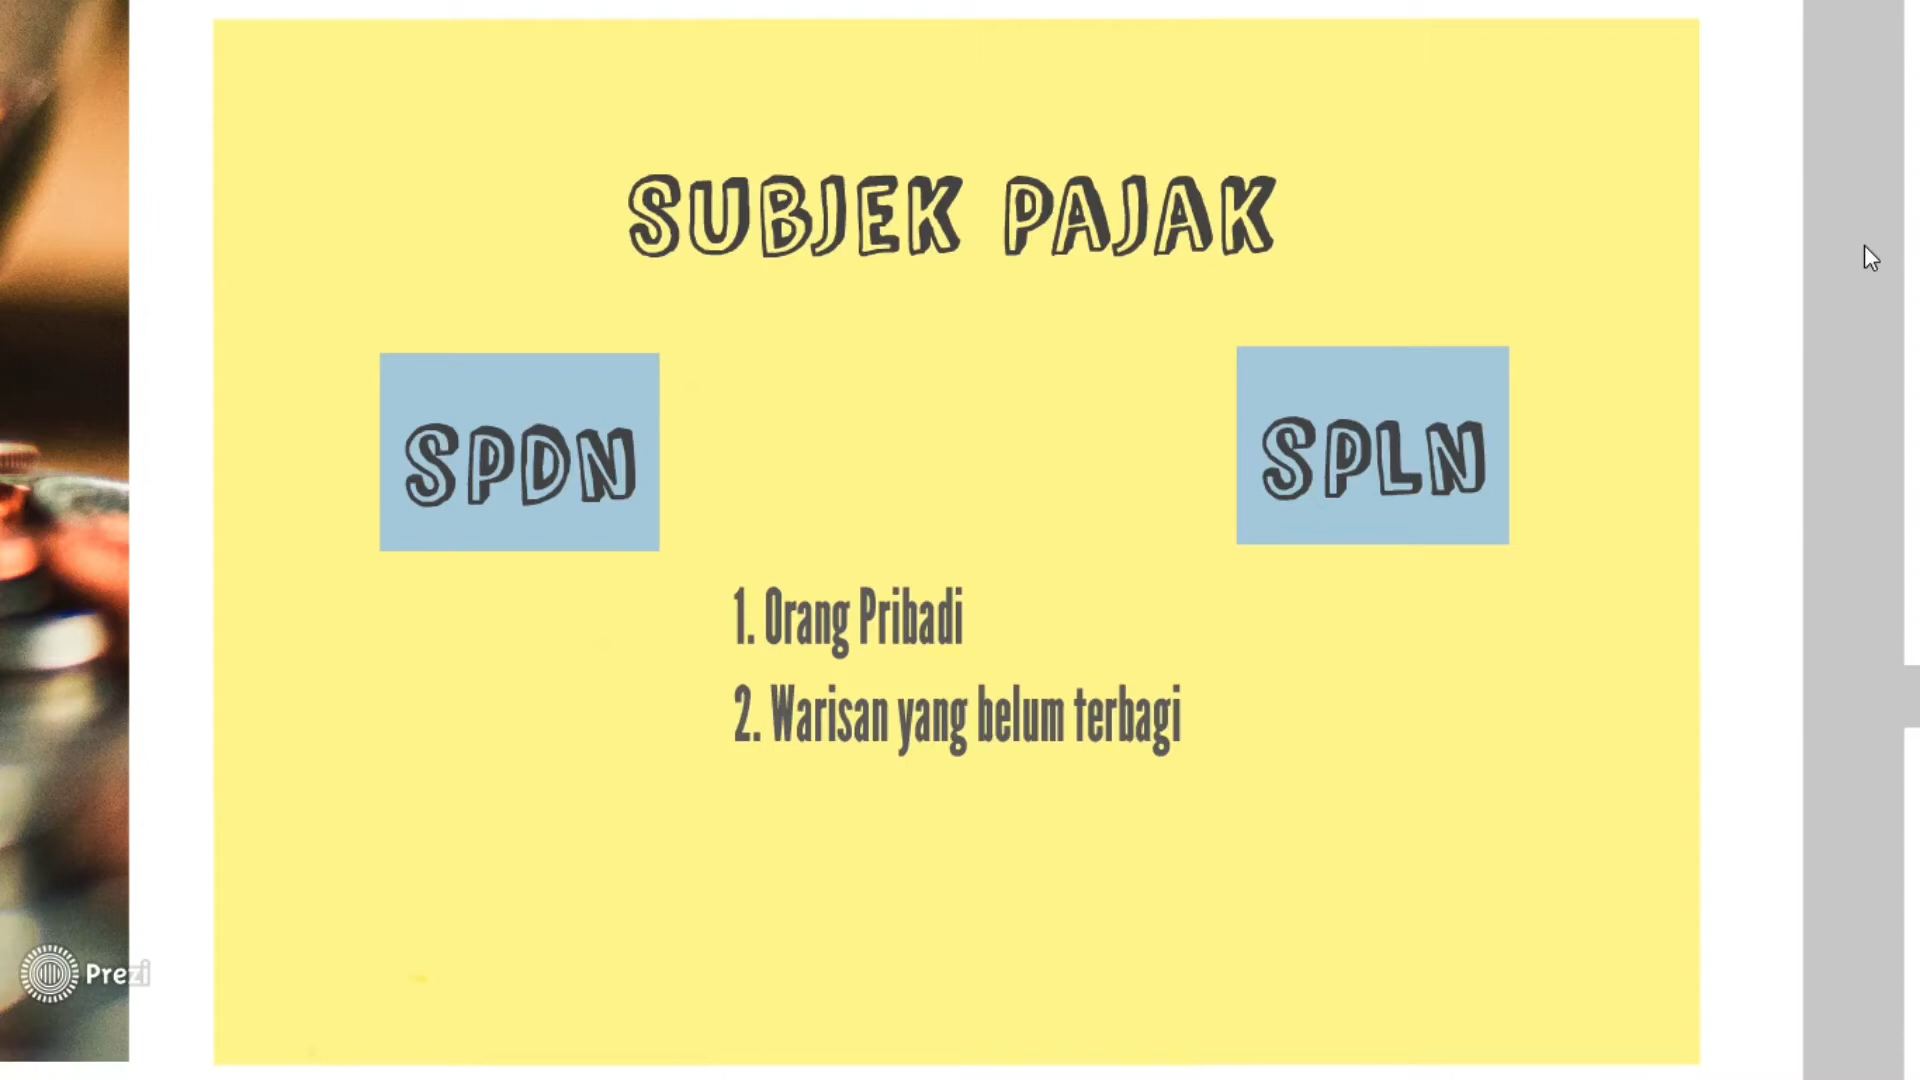 SUBJEK PAJAK
SPDN
SPLN
1. Orang Pribadi
2. Warisan yang belum terbagi
Prezi